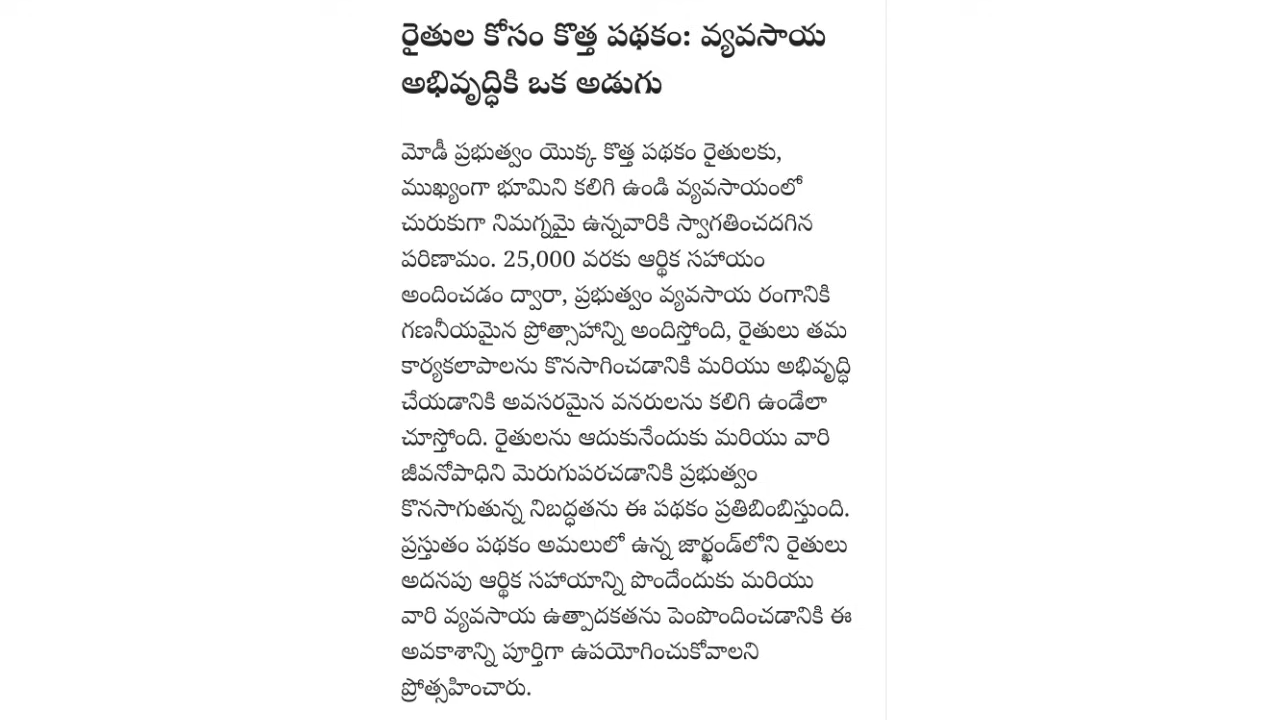 రైతుల కోసం కొత్త పథకం: వ్యవసాయ
అభివృద్ధికి ఒక అడుగు
మోడీ ప్రభుత్వం యొక్క కొత్త పథకం రైతులకు,
ముఖ్యంగా భూమిని కలిగి ఉండి వ్యవసాయంలో
చురుకుగా నిమగ్నమై ఉన్నవారికి స్వాగతించదగిన
పరిణామం. 25,000 వరకు ఆర్థిక సహాయం
అందించడం ద్వారా, ప్రభుత్వం వ్యవసాయ రంగానికి
గణనీయమైన ప్రోత్సాహాన్ని అందిస్తోంది, రైతులు తమ
కార్యకలాపాలను కొనసాగించడానికి మరియు అభివృద్ధి
చేయడానికి అవసరమైన వనరులను కలిగి ఉండేలా
చూస్తోంది. రైతులను ఆదుకునేందుకు మరియు వారి
జీవనోపాధిని మెరుగుపరచడానికి ప్రభుత్వం
కొనసాగుతున్న నిబద్ధతను ఈ పథకం ప్రతిబింబిస్తుంది.
ప్రస్తుతం పథకం అమలులో ఉన్న జార్ఖండ్‌లోని రైతులు
అదనపు ఆర్థిక సహాయాన్ని పొందేందుకు మరియు
వారి వ్యవసాయ ఉత్పాదకతను పెంపొందించడానికి ఈ
అవకాశాన్ని పూర్తిగా ఉపయోగించుకోవాలని
ప్రోత్సహించారు.